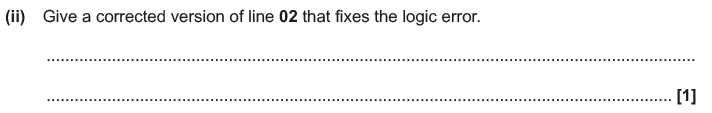 (ii) Give a corrected version of line 02 that fixes the logic error.
[1]